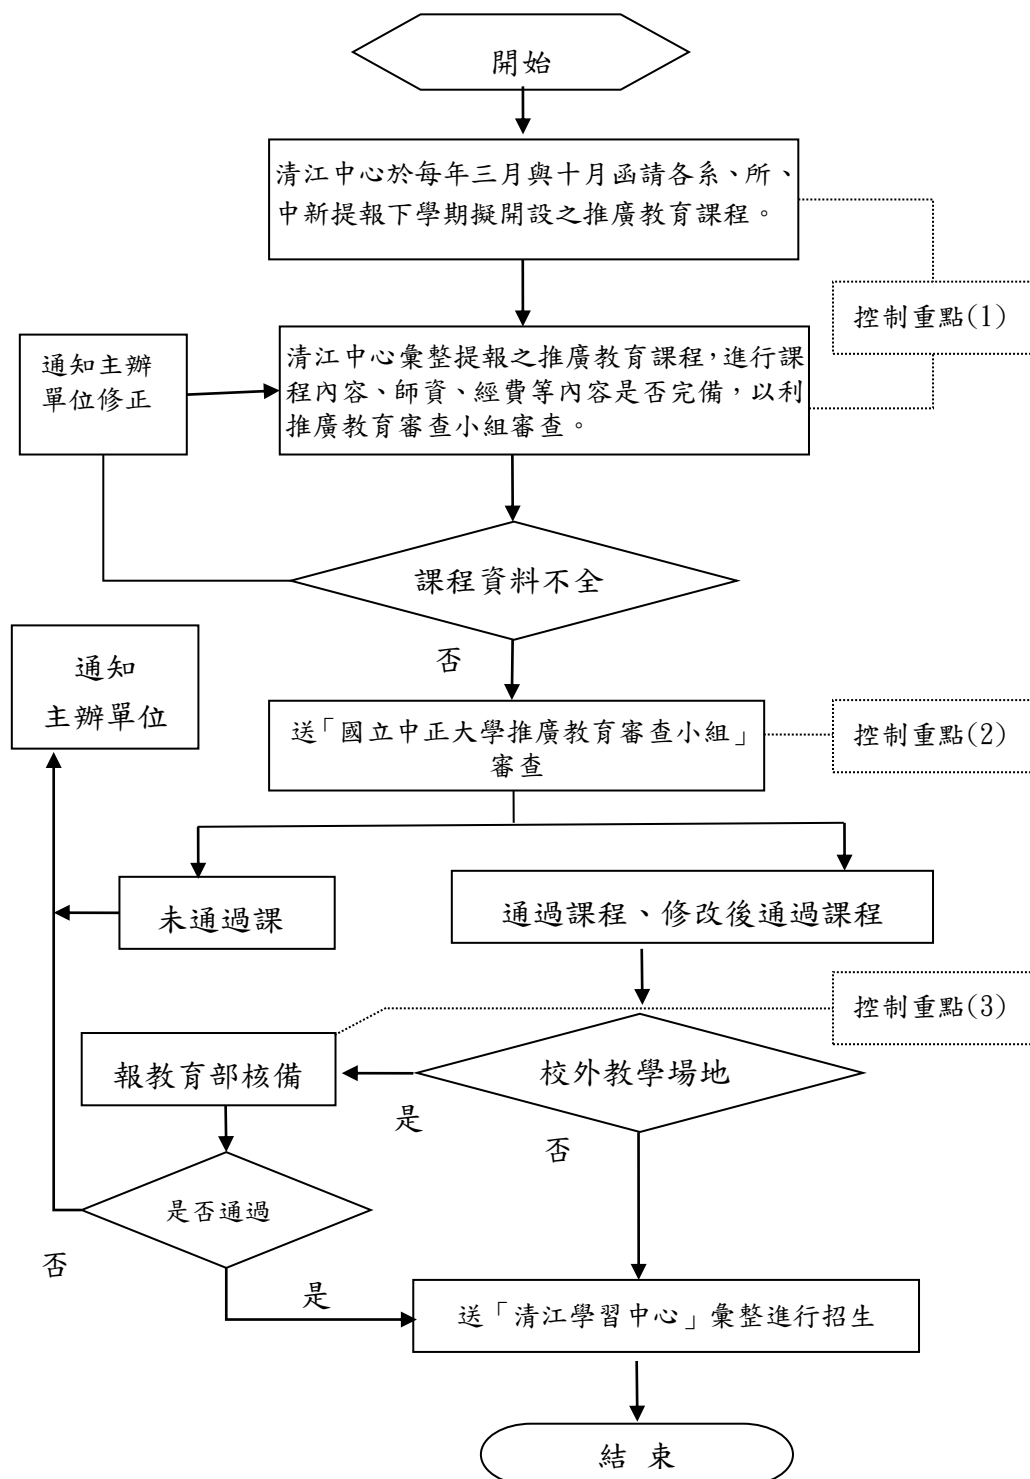 開始
清江中心於每年三月與十月函請各系、所、
中新提報下學期擬開設之推廣教育課程。
控制重點(1)
通知主辦
單位修正
清江中心彙整提報之推廣教育課程,進行課
程內容、師資、經費等內容是否完備,以利
推廣教育審查小組審查。
課程資料不全
通知
主辦單位
否
送「國立中正大學推廣教育審查小組」
審查
控制重點(2)
未通過課
通過課程、修改後通過課程
控制重點(3)
報教育部核備
校外教學場地
是
否
是否通過
否
是
送「清江學習中心」彙整進行招生
結 束